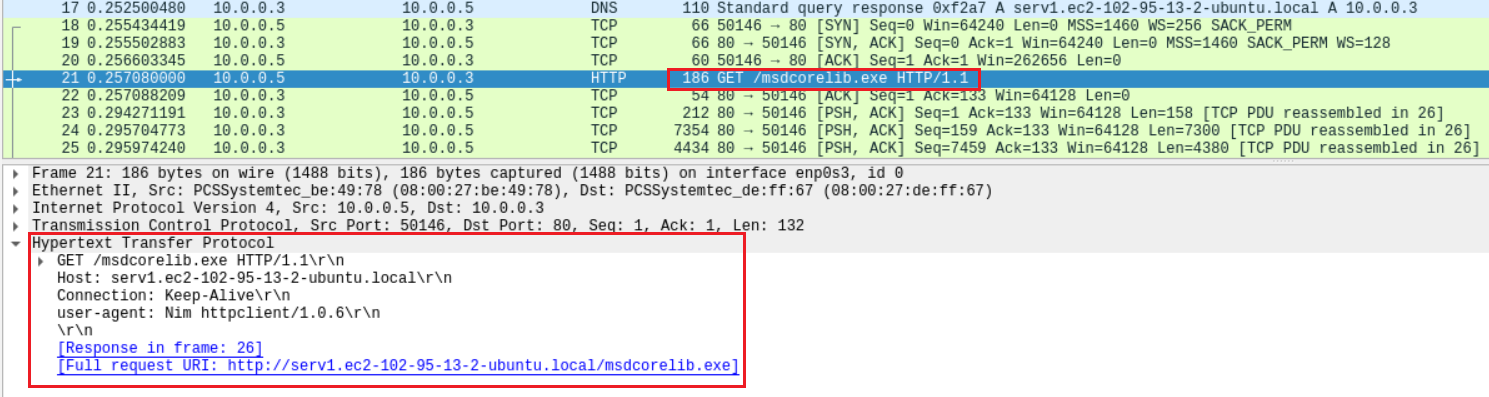 17 0.252500480 10.0.0.3 10.0.0.5 DNS 110 Standard query response 0xf2a7 A serv1.ec2-102-95-13-2-ubuntu.local A 10.0.0.3
18 0.255434419 10.0.0.5 10.0.0.3 TCP 66 50146 → 80 [SYN] Seq=0 Win=64240 Len=0 MSS=1460 WS=256 SACK_PERM
19 0.255502883 10.0.0.3 10.0.0.5 TCP 66 80 → 50146 [SYN, ACK] Seq=0 Ack=1 Win=64240 Len=0 MSS=1460 SACK_PERM WS=128
20 0.256603345 10.0.0.5 10.0.0.3 TCP 60 50146 → 80 [ACK] Seq=1 Ack=1 Win=262656 Len=0
21 0.257080000 10.0.0.5 10.0.0.3 HTTP 186 GET /msdcorelib.exe HTTP/1.1
22 0.257088209 10.0.0.3 10.0.0.5 TCP 54 80 → 50146 [ACK] Seq=1 Ack=133 Win=64128 Len=0
23 0.294271191 10.0.0.3 10.0.0.5 TCP 212 80 → 50146 [PSH, ACK] Seq=1 Ack=133 Win=64128 Len=158 [TCP PDU reassembled in 26]
24 0.295704773 10.0.0.3 10.0.0.5 TCP 7354 80 → 50146 [PSH, ACK] Seq=159 Ack=133 Win=64128 Len=7300 [TCP PDU reassembled in 26]
25 0.295974240 10.0.0.3 10.0.0.5 TCP 4434 80 → 50146 [PSH, ACK] Seq=7459 Ack=133 Win=64128 Len=4380 [TCP PDU reassembled in 26]
Frame 21: 186 bytes on wire (1488 bits), 186 bytes captured (1488 bits) on interface enp0s3, id 0
Ethernet II, Src: PCSSystemtec_be:49:78 (08:00:27:be:49:78), Dst: PCSSystemtec_de:ff:67 (08:00:27:de:ff:67)
Internet Protocol Version 4, Src: 10.0.0.5, Dst: 10.0.0.3
Transmission Control Protocol, Src Port: 50146, Dst Port: 80, Seq: 1, Ack: 1, Len: 132
Hypertext Transfer Protocol
GET /msdcorelib.exe HTTP/1.1\r\n
Host: serv1.ec2-102-95-13-2-ubuntu.local\r\n
Connection: Keep-Alive\r\n
user-agent: Nim httpclient/1.0.6\r\n
\r\n
[Response in frame: 26]
[Full request URI: http://serv1.ec2-102-95-13-2-ubuntu.local/msdcorelib.exe]